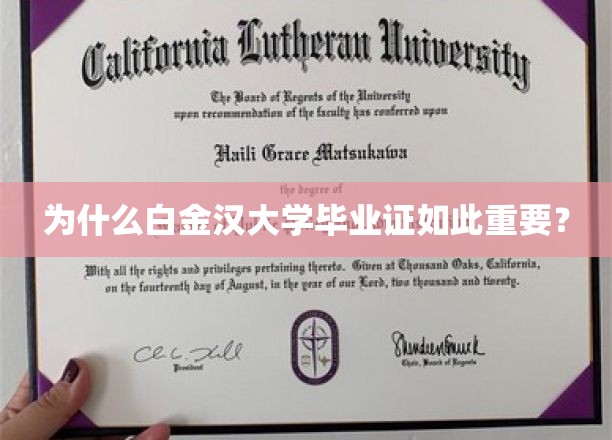 California Lutheran University
The Board of Regents of the University
upon recommendation of the faculty has conferred upon
Haili Grace Matsukawa
the degree of
为什么白金汉大学毕业证如此重要？
With all the rights and privileges pertaining thereto. Given at Thousand Oaks, California,
on the fourteenth day of August, in the year of our Lord, two thousand and twenty.
President
Chair, Board of Regents